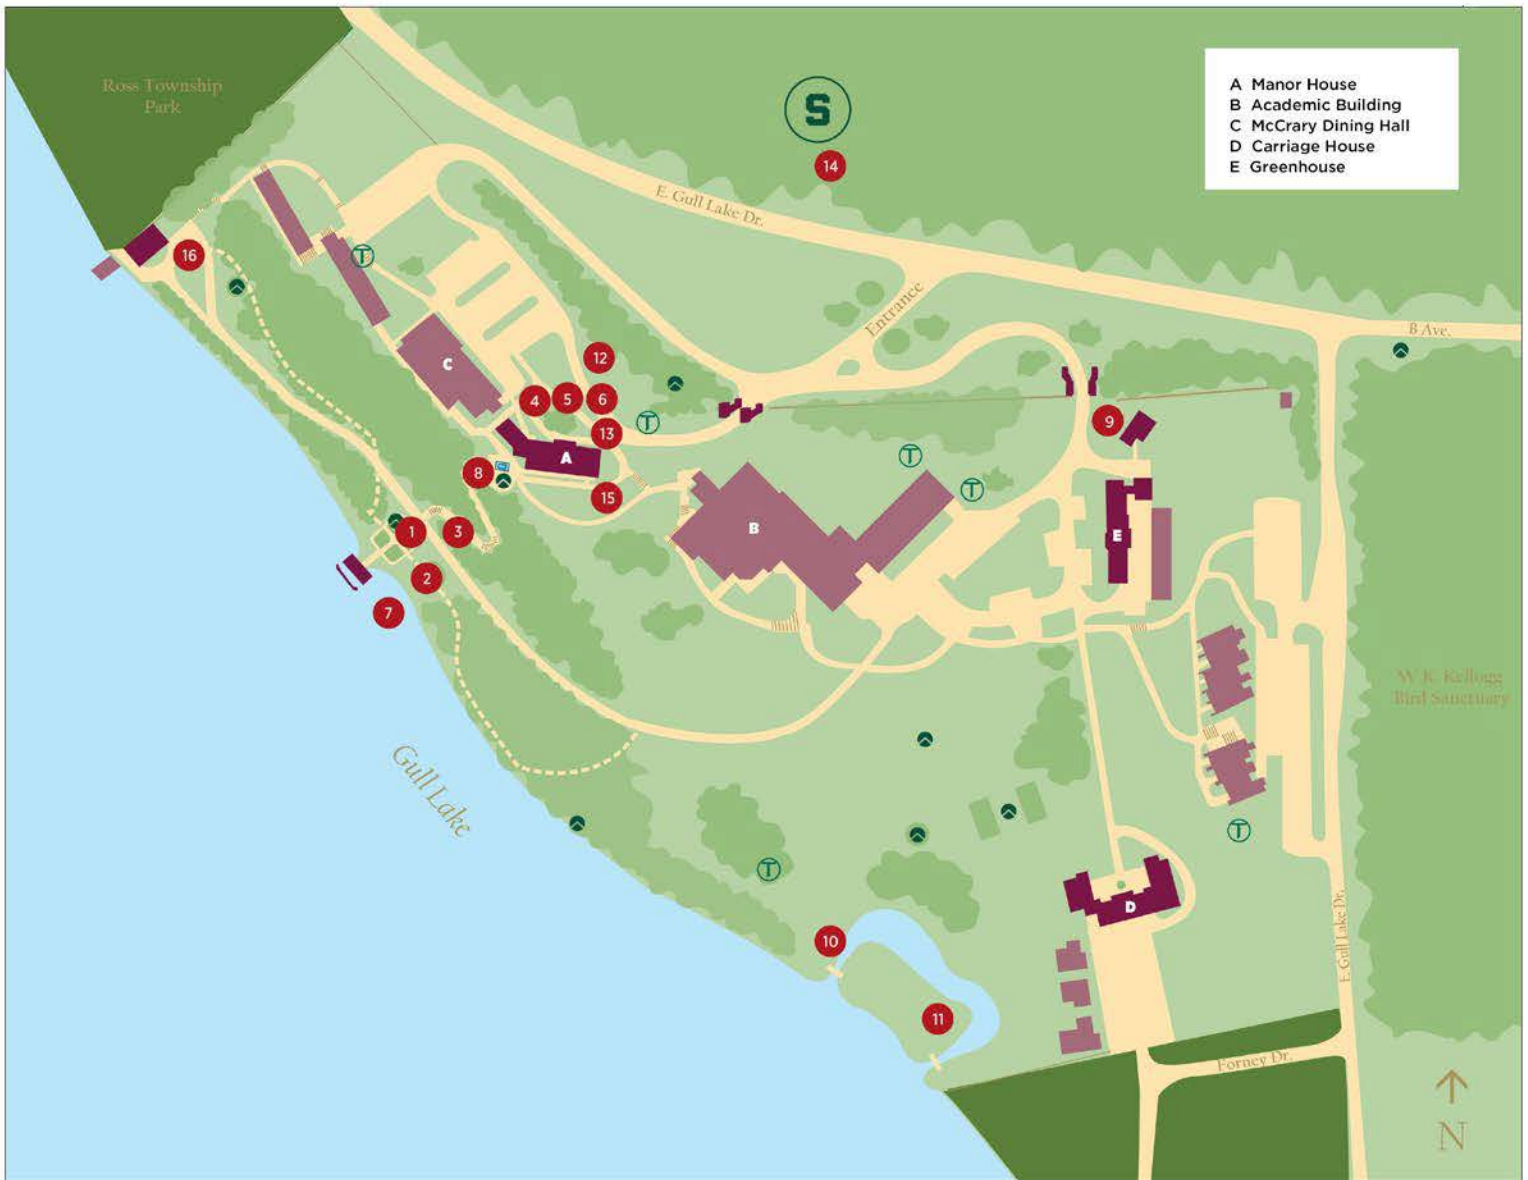 Ross Township
Park
S
14
A Manor House
B Academic Building
C McCrary Dining Hall
D Carriage House
E Greenhouse
E. Gull Lake Dr.
16
T
Entrance
B Ave.
C
12
4
5
6
13
T
9
8
A
15
T
T
1
3
B
E
2
7
W. K. Kellogg
Bird Sanctuary
Gull Lake
T
T
D
10
E. Gull Lake Dr.
11
Forney Dr.
N